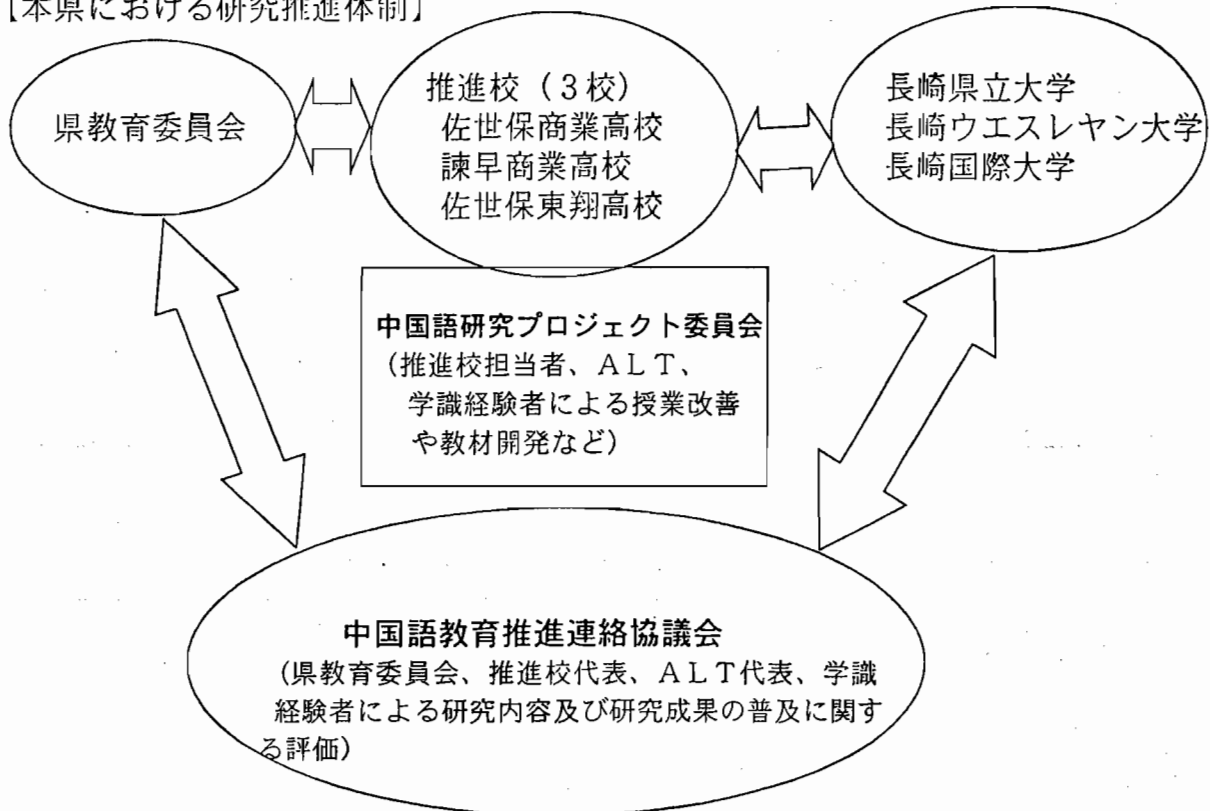 【本県における研究推進体制】
県教育委員会
推進校（３校）
佐世保商業高校
諫早商業高校
佐世保東翔高校
長崎県立大学
長崎ウエスレヤン大学
長崎国際大学
中国語研究プロジェクト委員会
（推進校担当者、ＡＬＴ、
学識経験者による授業改善
や教材開発など）
中国語教育推進連絡協議会
（県教育委員会、推進校代表、ＡＬＴ代表、学識
経験者による研究内容及び研究成果の普及に関す
る評価）